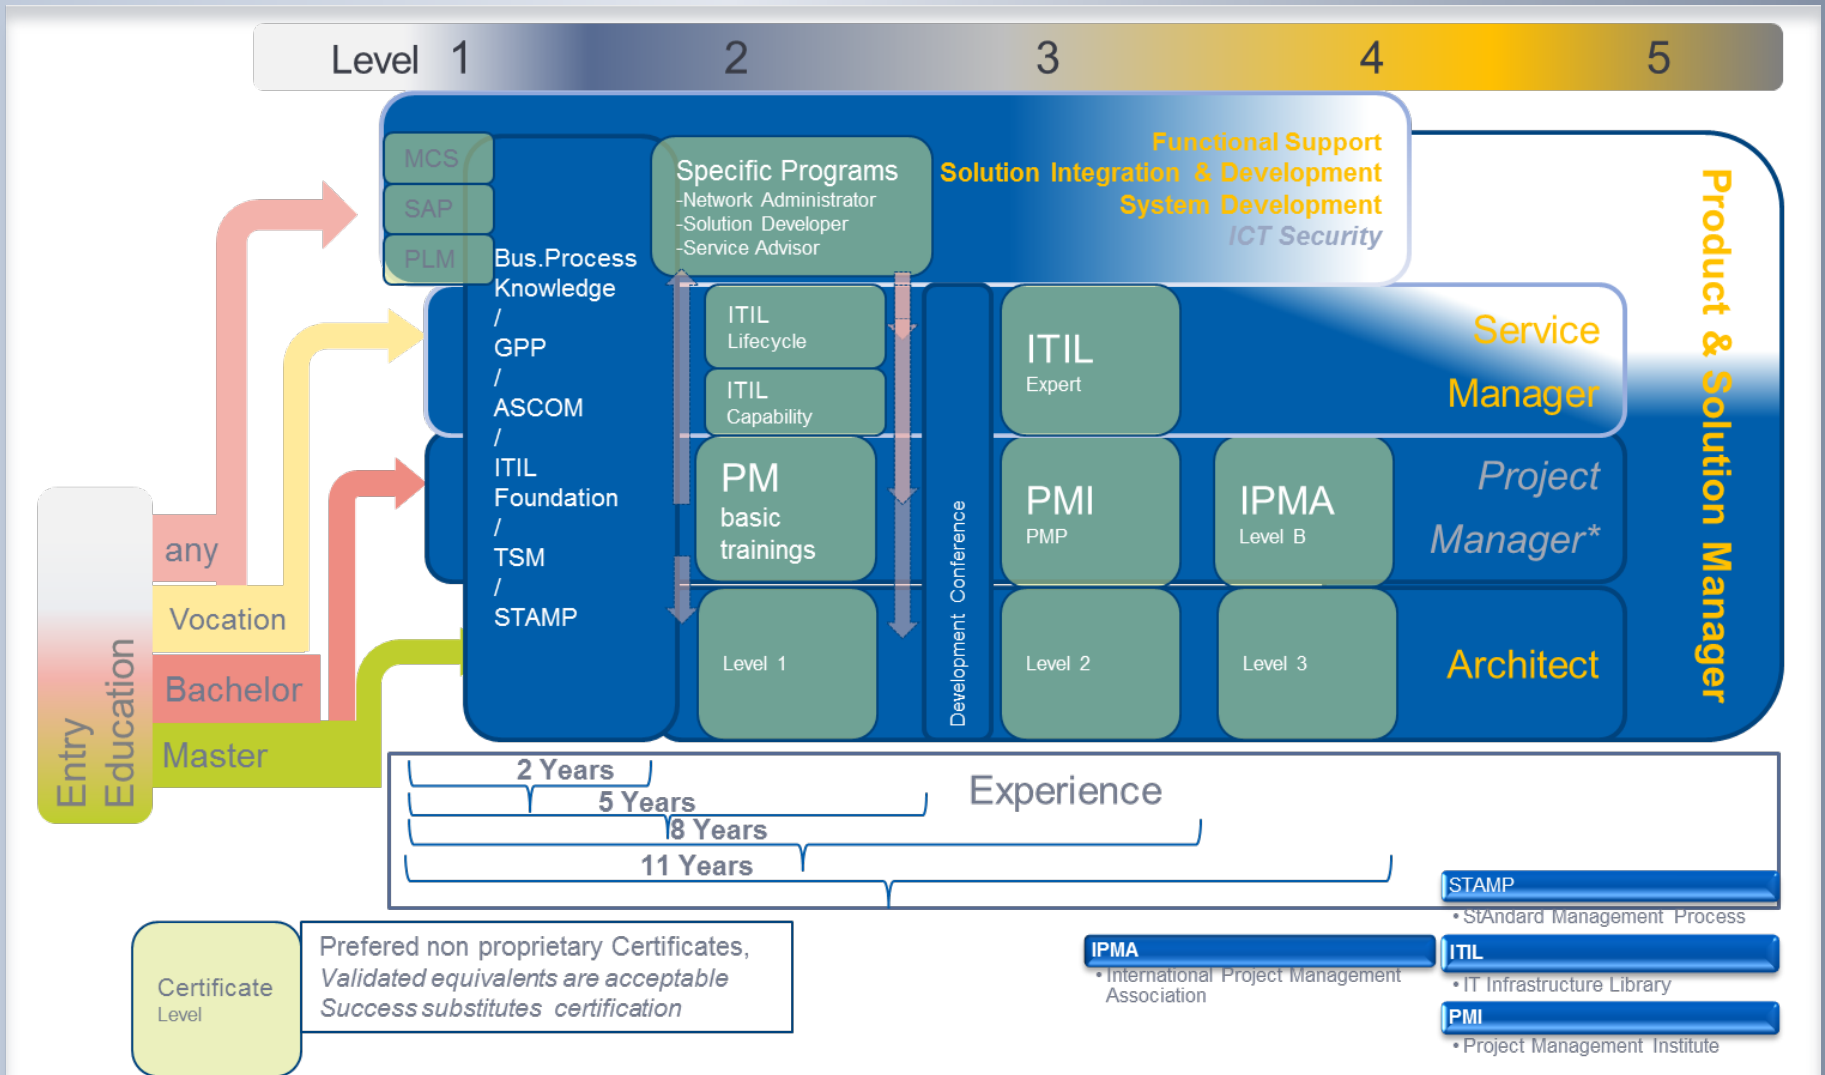 Level 1 2 3 4 5
MCS
SAP
PLM
Bus.Process
Knowledge
/
GPP
/
ASCOM
/
ITIL
Foundation
/
TSM
/
STAMP
Specific Programs
-Network Administrator
-Solution Developer
-Service Advisor
Functional Support
Solution Integration & Development
System Development
ICT Security
ITIL
Lifecycle
ITIL
Capability
ITIL
Expert
Service
Manager
PM
basic
trainings
PMI
PMP
IPMA
Level B
Project
Manager*
Level 1
Development Conference
Level 2
Level 3
Architect
Product & Solution Manager
Entry
Education
any
Vocation
Bachelor
Master
2 Years
5 Years
8 Years
11 Years
Experience
Certificate
Level
Prefered non proprietary Certificates,
Validated equivalents are acceptable
Success substitutes certification
IPMA
• International Project Management
Association
STAMP
• StAndard Management Process
ITIL
• IT Infrastructure Library
PMI
• Project Management Institute